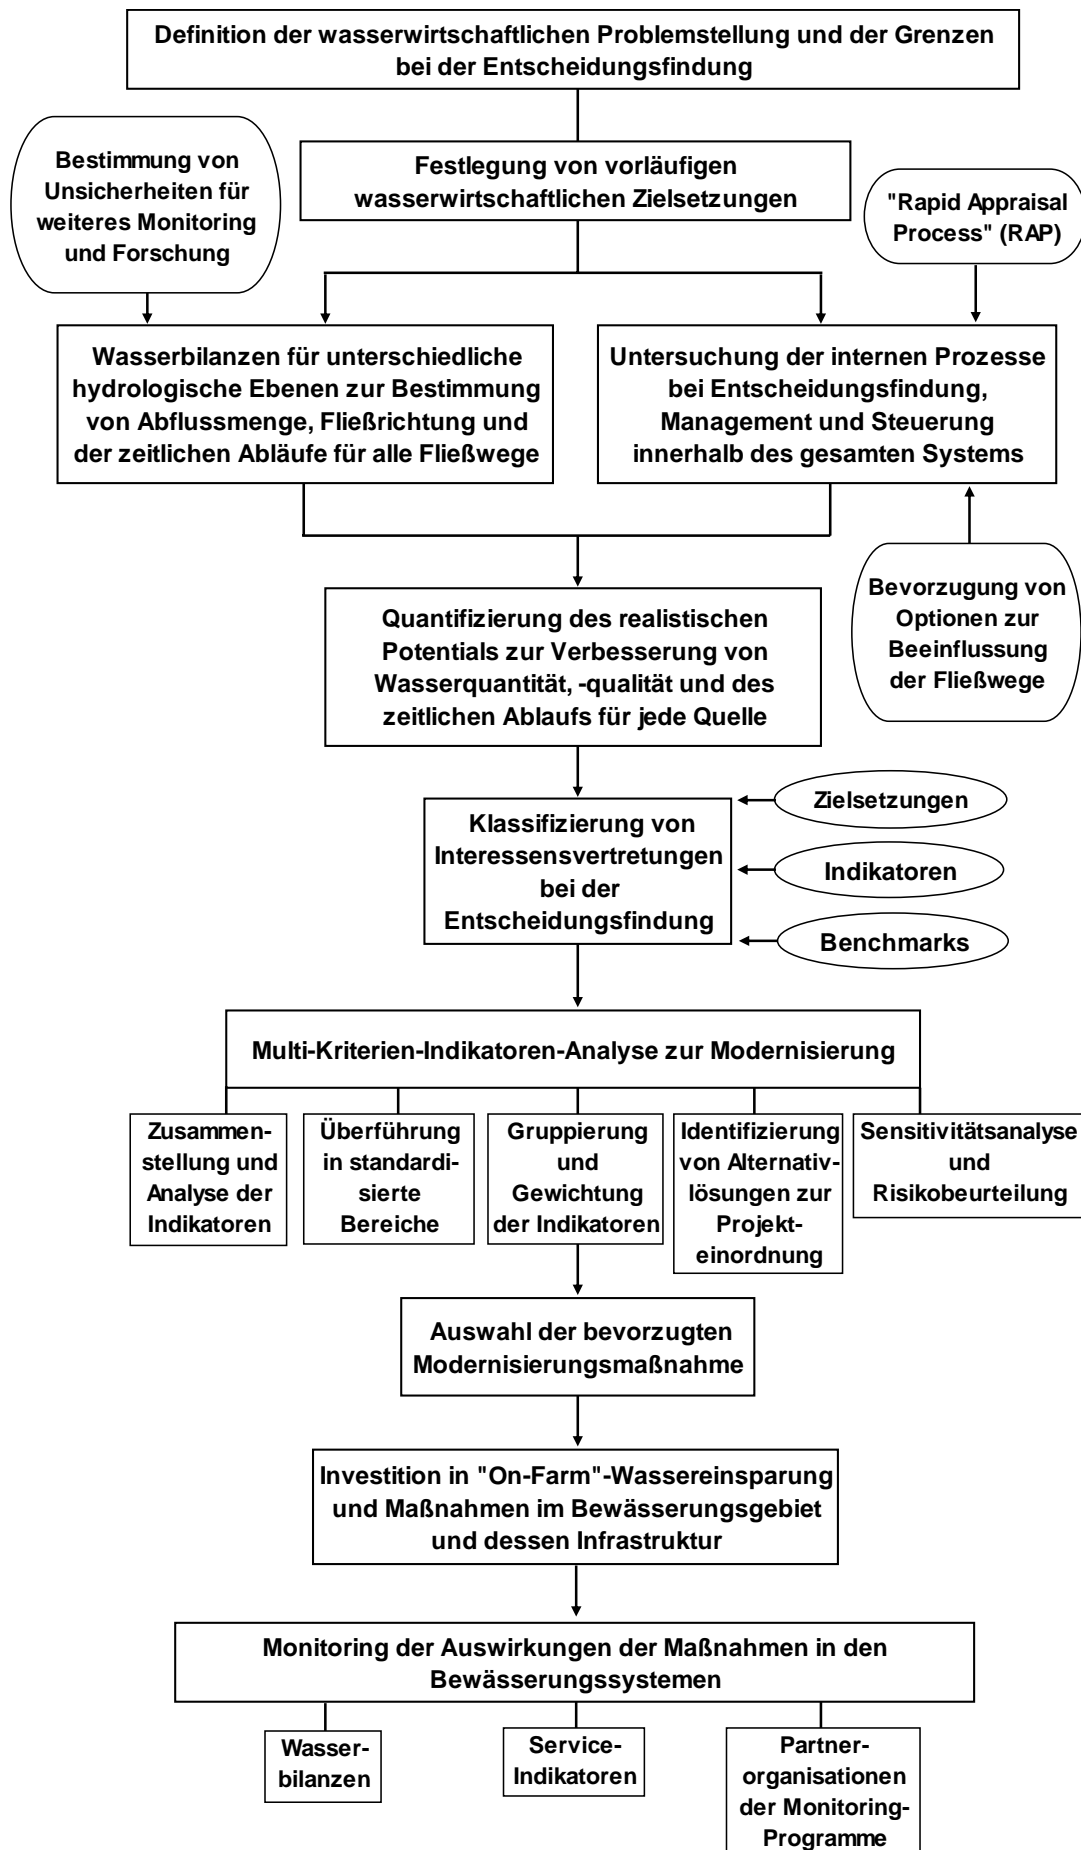 Definition der wasserwirtschaftlichen Problemstellung und der Grenzen
bei der Entscheidungsfindung
Bestimmung von
Unsicherheiten für
weiteres Monitoring
und Forschung
Festlegung von vorläufigen
wasserwirtschaftlichen Zielsetzungen
"Rapid Appraisal
Process" (RAP)
Wasserbilanzen für unterschiedliche
hydrologische Ebenen zur Bestimmung
von Abflussmenge, Fließrichtung und
der zeitlichen Abläufe für alle Fließwege
Untersuchung der internen Prozesse
bei Entscheidungsfindung,
Management und Steuerung
innerhalb des gesamten Systems
Bevorzugung von
Optionen zur
Beeinflussung
der Fließwege
Quantifizierung des realistischen
Potentials zur Verbesserung von
Wasserquantität, -qualität und des
zeitlichen Ablaufs für jede Quelle
Klassifizierung von
Interessensvertretungen
bei der
Entscheidungsfindung
Zielsetzungen
Indikatoren
Benchmarks
Multi-Kriterien-Indikatoren-Analyse zur Modernisierung
Zusammen-
stellung und
Analyse der
Indikatoren
Überführung
in standardi-
sierte
Bereiche
Gruppierung
und
Gewichtung
der Indikatoren
Identifizierung
von Alternativ-
lösungen zur
Projekt-
einordnung
Sensitivitätsanalyse
und
Risikobeurteilung
Auswahl der bevorzugten
Modernisierungsmaßnahme
Investition in "On-Farm"-Wassereinsparung
und Maßnahmen im Bewässerungsgebiet
und dessen Infrastruktur
Monitoring der Auswirkungen der Maßnahmen in den
Bewässerungssystemen
Wasser-
bilanzen
Service-
Indikatoren
Partner-
organisationen
der Monitoring-
Programme